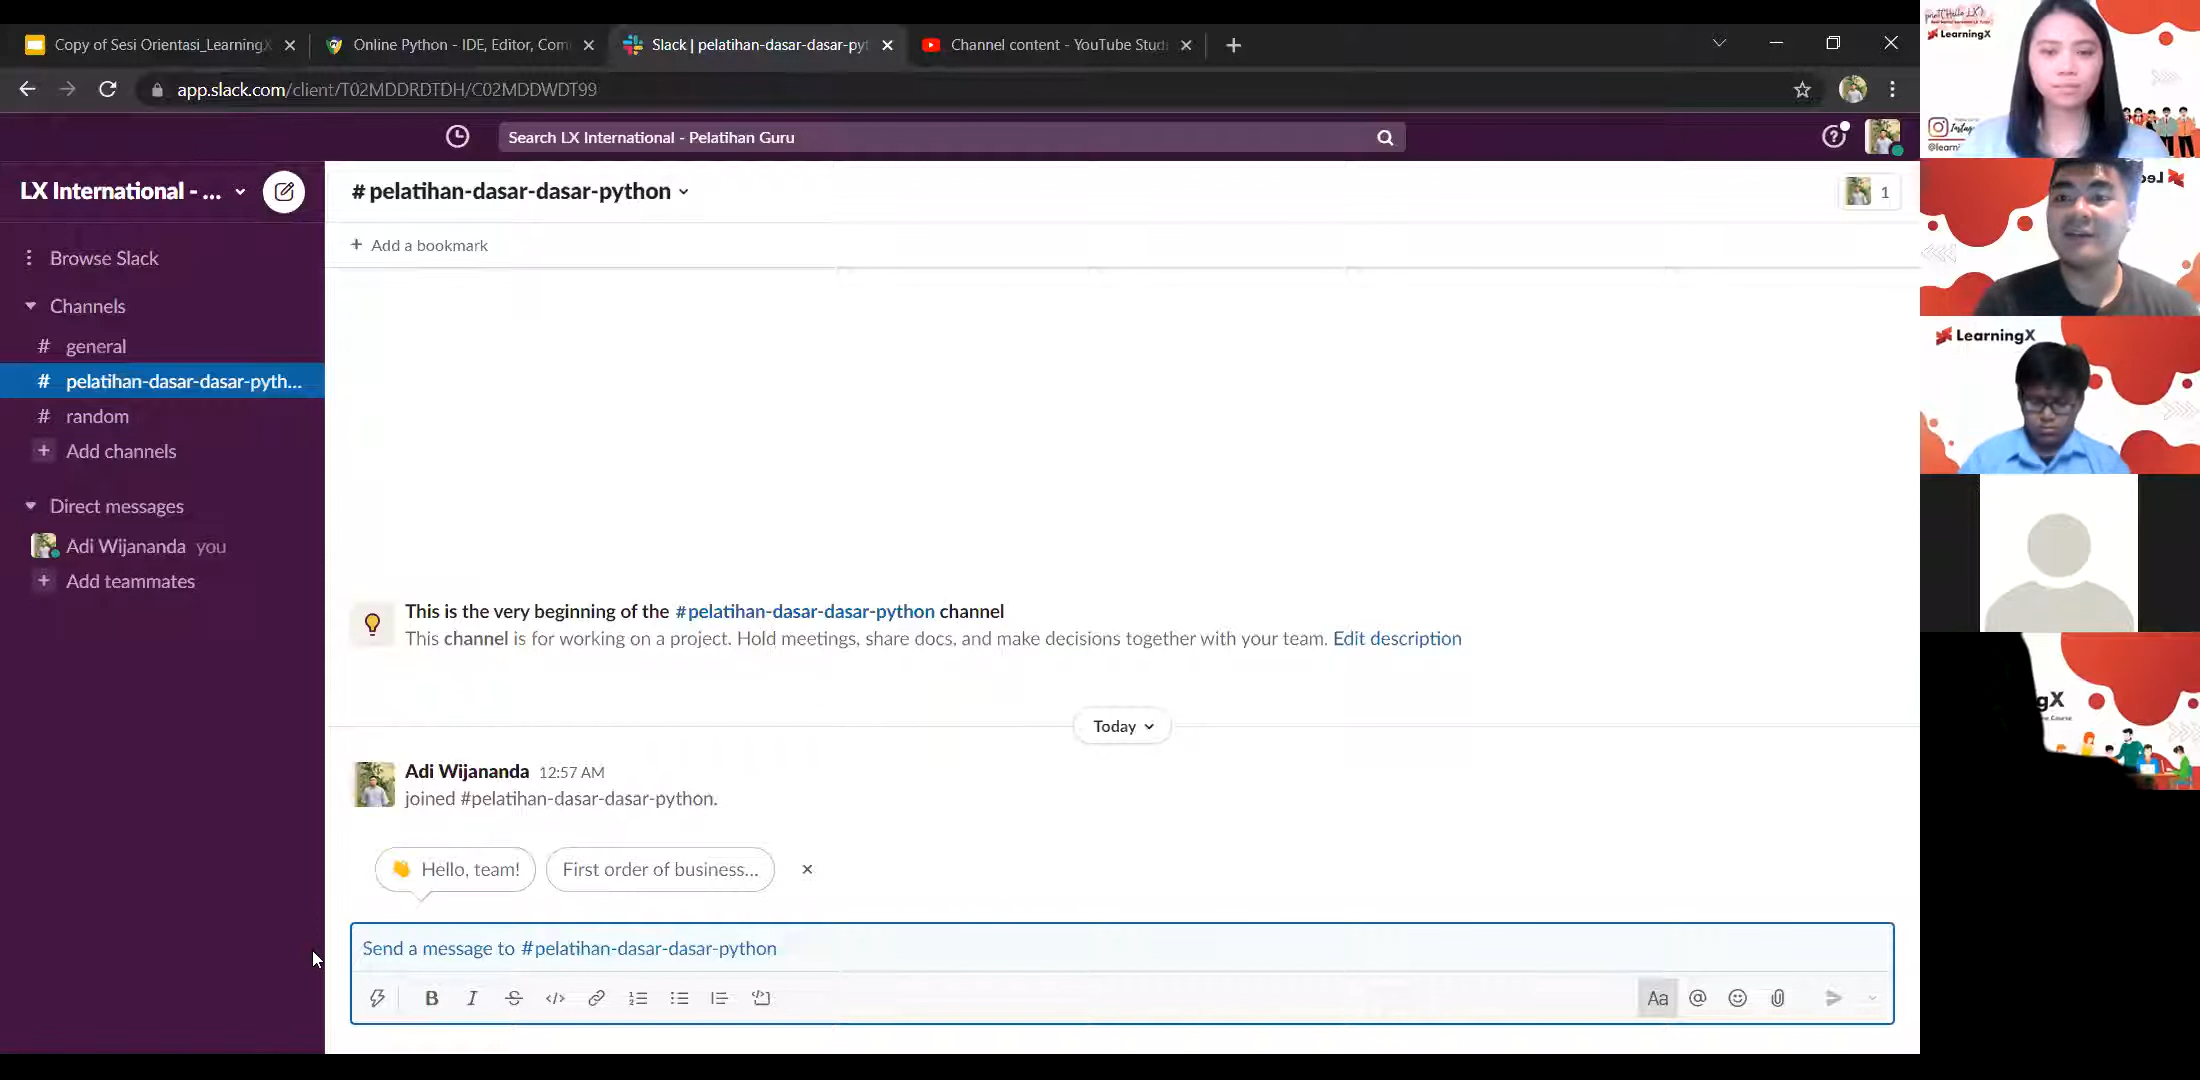 Copy of Sesi Orientasi_LearningX
Online Python - IDE, Editor, Com
Slack | pelatihan-dasar-dasar-pyt
Channel content - YouTube Stud
app.slack.com/client/T02MDDRDTDH/C02MDDWDT99
Search LX International - Pelatihan Guru
LX International - ...
# pelatihan-dasar-dasar-python
1
+ Add a bookmark
Browse Slack
Channels
# general
# pelatihan-dasar-dasar-pyth...
# random
+ Add channels
Direct messages
Adi Wijananda you
+ Add teammates
This is the very beginning of the #pelatihan-dasar-dasar-python channel
This channel is for working on a project. Hold meetings, share docs, and make decisions together with your team. Edit description
Today
Adi Wijananda 12:57 AM
joined #pelatihan-dasar-dasar-python.
Hello, team!
First order of business...
Send a message to #pelatihan-dasar-dasar-python
B I S </>
Aa @
print('Hello LX')
LearningX
@learni
LearningX
gX